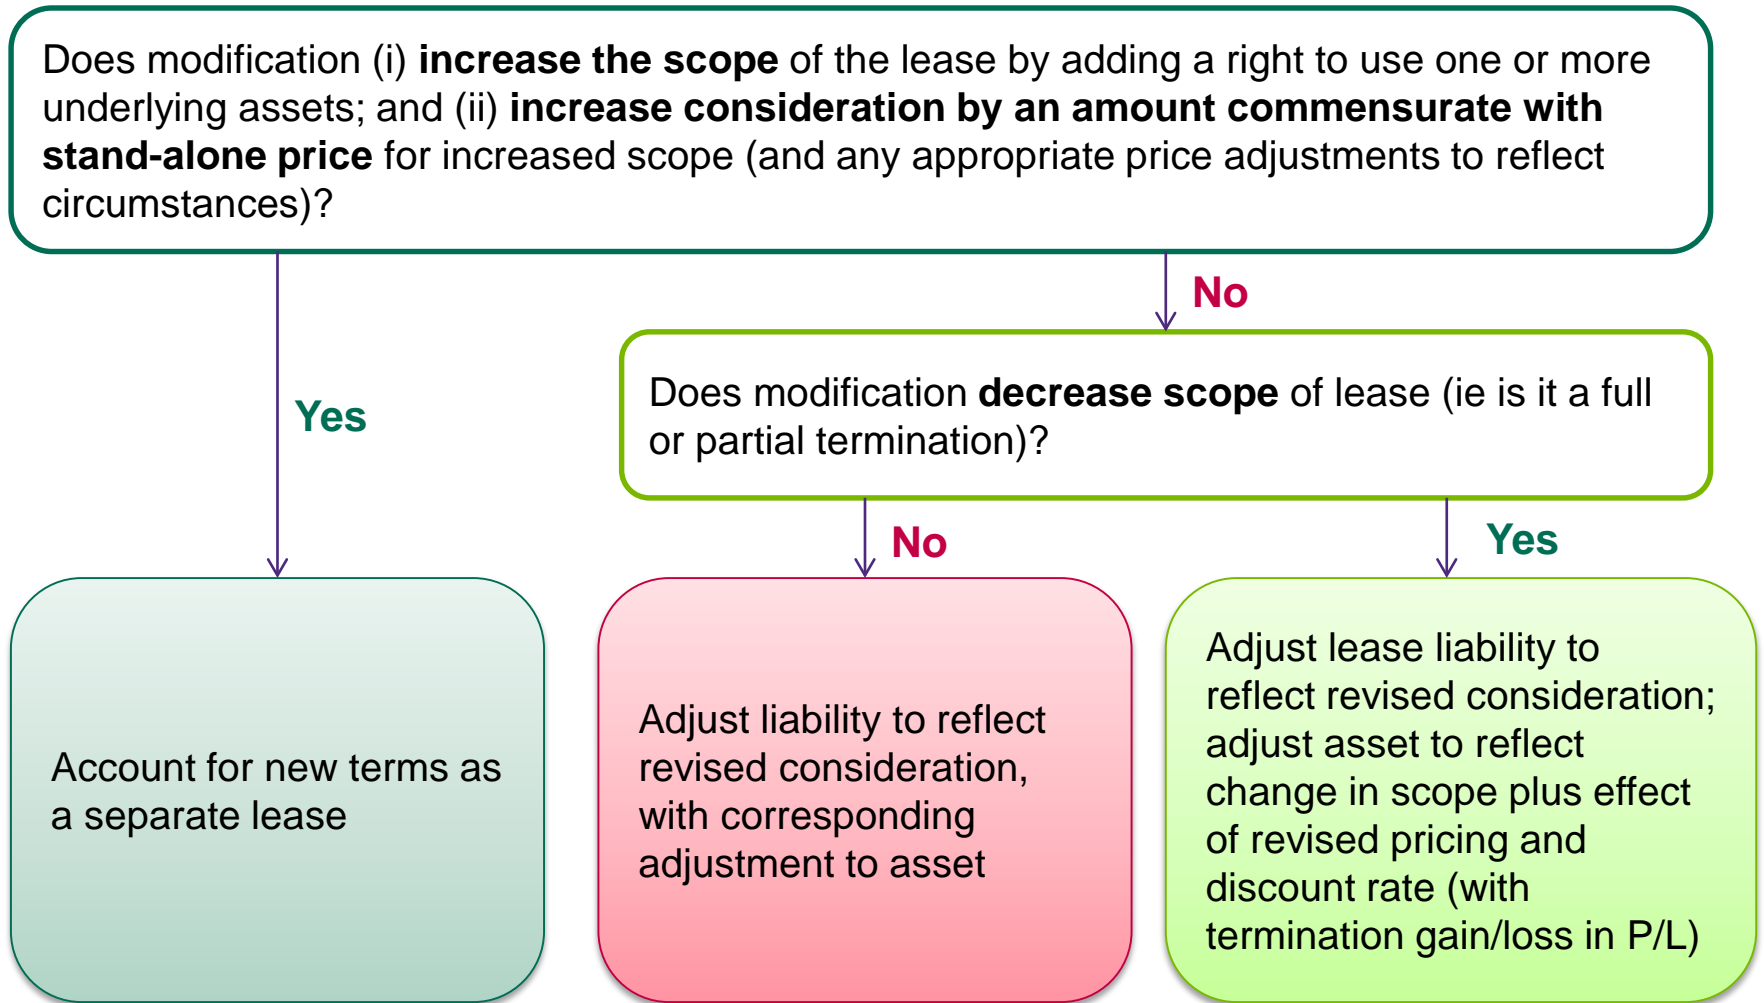 Does modification (i) increase the scope of the lease by adding a right to use one or more
underlying assets; and (ii) increase consideration by an amount commensurate with
stand-alone price for increased scope (and any appropriate price adjustments to reflect
circumstances)?
No
Yes
Does modification decrease scope of lease (ie is it a full
or partial termination)?
No
Yes
Account for new terms as
a separate lease
Adjust liability to reflect
revised consideration,
with corresponding
adjustment to asset
Adjust lease liability to
reflect revised consideration;
adjust asset to reflect
change in scope plus effect
of revised pricing and
discount rate (with
termination gain/loss in P/L)